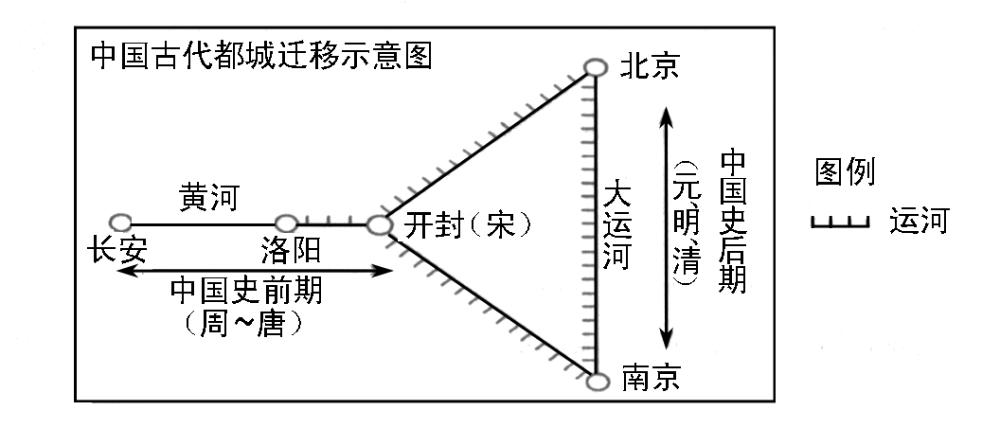 中国古代都城迁移示意图
北京
黄河
长安
洛阳
开封（宋）
中国史前期
（周～唐）
大运河
（元、明、清）
中国史后期
南京
图例
运河